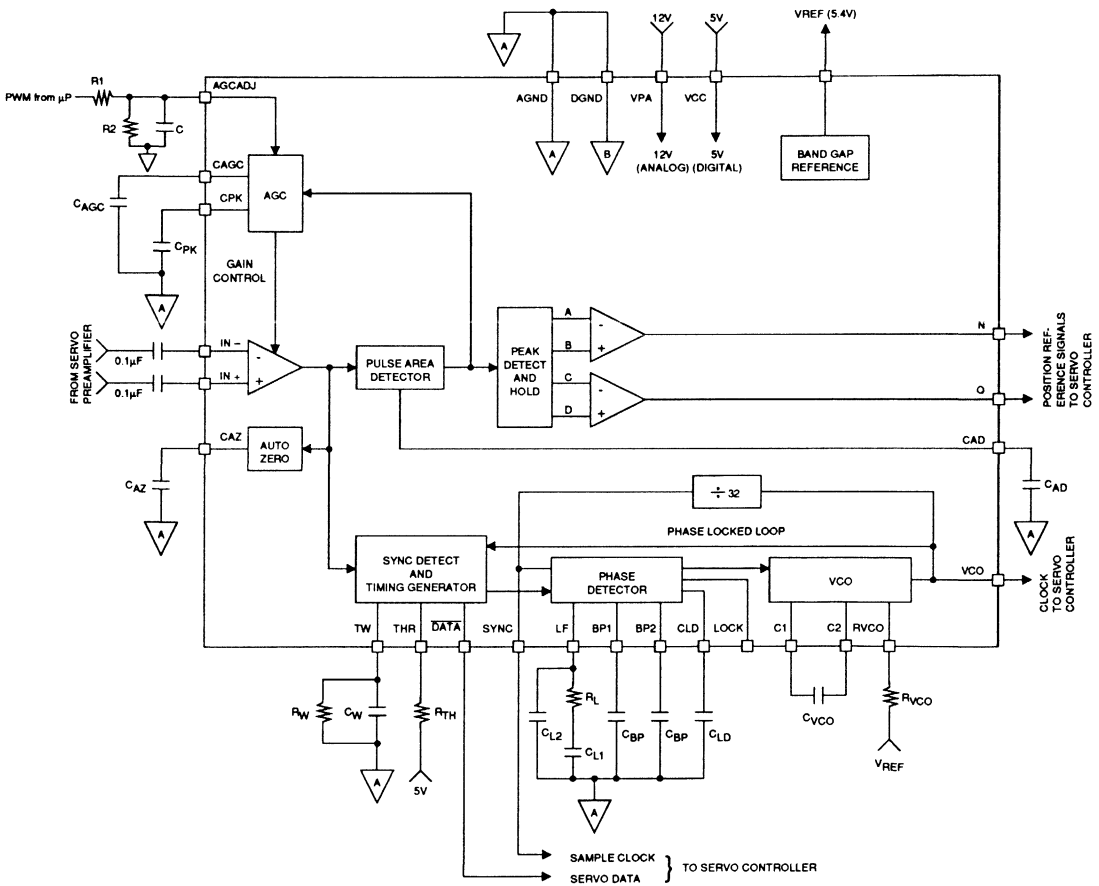 A
12V
5V
VREF (5.4V)
R1
PWM from µP
AGCADJ
R2
C
AGND
DGND
VPA
VCC
A
B
12V
(ANALOG)
5V
(DIGITAL)
BAND GAP
REFERENCE
CAGC
CPK
AGC
CAGC
CPK
A
GAIN
CONTROL
FROM SERVO
PREAMPLIFIER
0.1µF
0.1µF
IN –
IN +
-
+
PULSE AREA
DETECTOR
PEAK
DETECT
AND
HOLD
A
B
C
D
-
+
-
+
N
Q
POSITION REF-
ERENCE SIGNALS
TO SERVO
CONTROLLER
CAZ
AUTO
ZERO
CAZ
A
CAD
CAD
A
÷ 32
PHASE LOCKED LOOP
SYNC DETECT
AND
TIMING GENERATOR
PHASE
DETECTOR
VCO
VCO
CLOCK
TO SERVO
CONTROLLER
TW
THR
DATA
SYNC
LF
BP1
BP2
CLD
LOCK
C1
C2
RVCO
RW
CW
RTH
A
5V
RL
CL2
CL1
CBP
CBP
CLD
A
CVCO
RVCO
VREF
SAMPLE CLOCK
SERVO DATA
} TO SERVO CONTROLLER